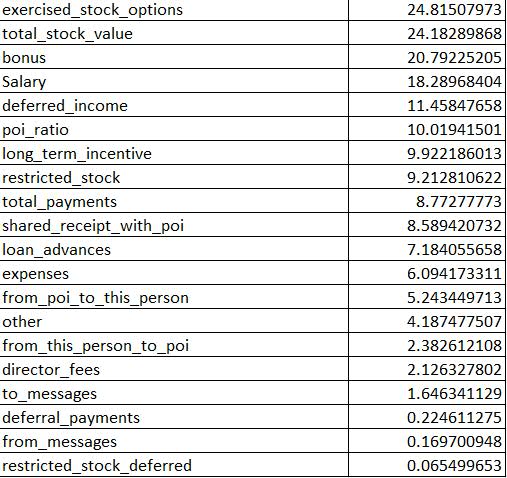 exercised_stock_options 24.81507973
total_stock_value 24.18289868
bonus 20.79225205
Salary 18.28968404
deferred_income 11.45847658
poi_ratio 10.01941501
long_term_incentive 9.922186013
restricted_stock 9.212810622
total_payments 8.77277773
shared_receipt_with_poi 8.589420732
loan_advances 7.184055658
expenses 6.094173311
from_poi_to_this_person 5.243449713
other 4.187477507
from_this_person_to_poi 2.382612108
director_fees 2.126327802
to_messages 1.646341129
deferral_payments 0.224611275
from_messages 0.169700948
restricted_stock_deferred 0.065499653